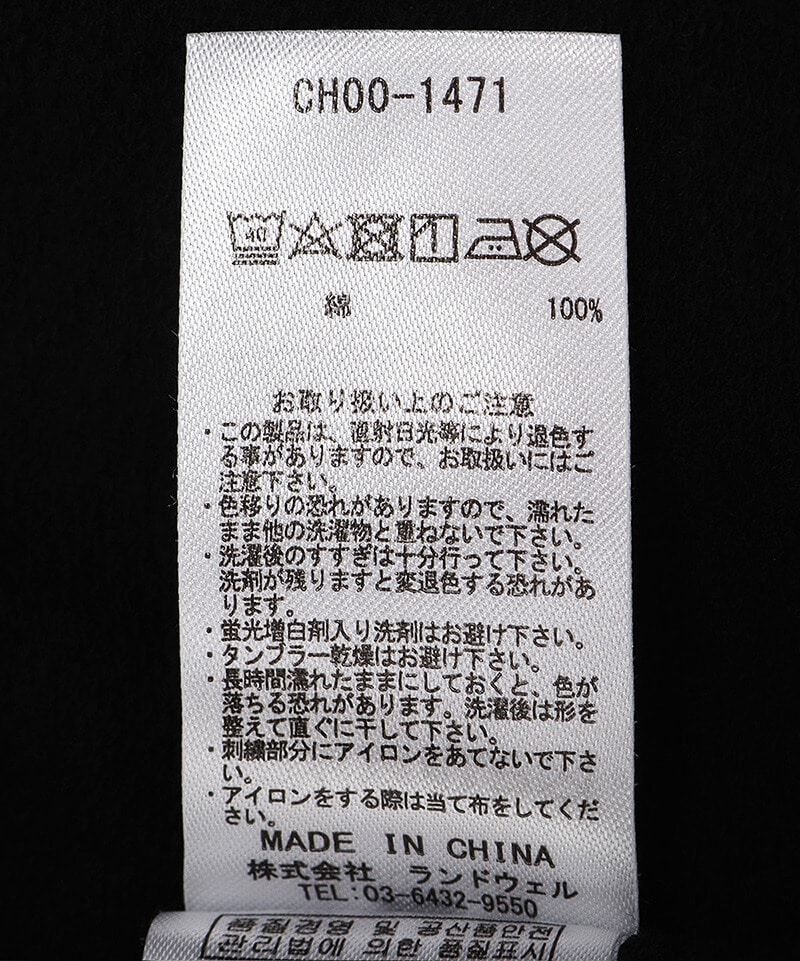 CH00-1471
40
綿 100%
お取り扱い上のご注意
・この製品は、直射日光等により退色す
る事がありますので、お取扱いにはご
注意下さい。
・色移りの恐れがありますので、濡れた
まま他の洗濯物と重ねないで下さい。
・洗濯後のすすぎは十分行って下さい。
洗剤が残りますと変退色する恐れがあ
ります。
・蛍光増白剤入り洗剤はお避け下さい。
・タンブラー乾燥はお避け下さい。
・長時間濡れたままにしておくと、色が
落ちる恐れがあります。洗濯後は形を
整えて直ぐに干して下さい。
・刺繍部分にアイロンをあてないで下さ
い。
・アイロンをする際は当て布をしてくだ
さい。
MADE IN CHINA
株式会社 ランドウェル
TEL:03-6432-9550